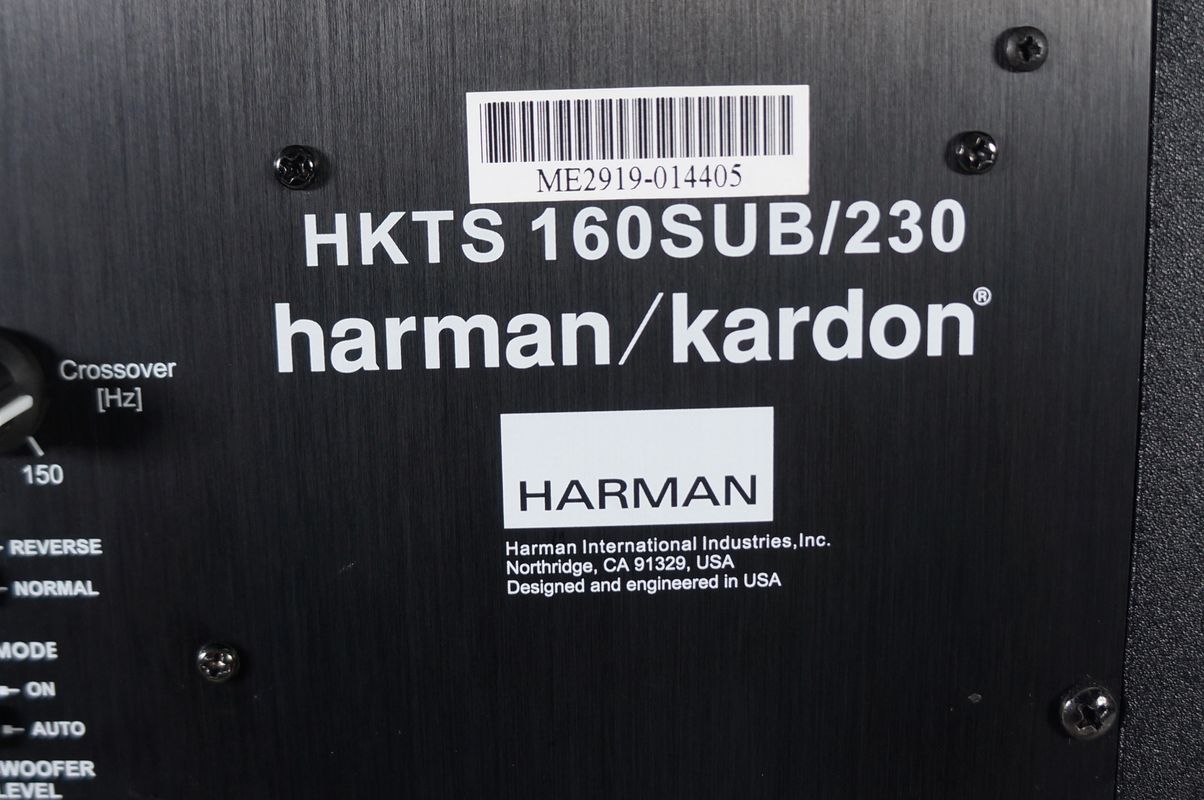 ME2919-014405
HKTS 160SUB/230
harman/kardon®
Crossover
[Hz]
150
HARMAN
Harman International Industries,Inc.
Northridge, CA 91329, USA
Designed and engineered in USA
REVERSE
NORMAL
MODE
ON
AUTO
WOOFER
LEVEL